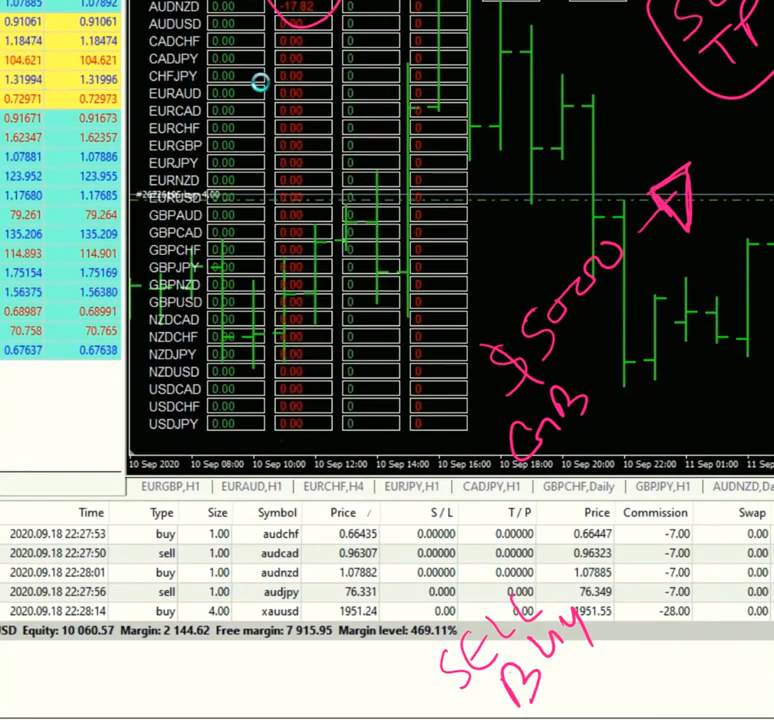 1.07885 1.07892
0.91061 0.91061
1.18474 1.18474
104.621 104.621
1.31994 1.31996
0.72971 0.72973
0.91671 0.91673
1.62347 1.62357
1.07881 1.07886
123.952 123.955
1.17680 1.17685
79.261 79.264
135.206 135.209
114.893 114.901
1.75154 1.75169
1.56375 1.56380
0.68987 0.68991
70.758 70.765
0.67637 0.67638
AUDNZD 0.00 -17.82 0 0
AUDUSD 0.00 0.00 0 0
CADCHF 0.00 0.00 0 0
CADJPY 0.00 0.00 0 0
CHFJPY 0.00 0.00 0 0
EURAUD 0.00 0.00 0 0
EURCAD 0.00 0.00 0 0
EURCHF 0.00 0.00 0 0
EURGBP 0.00 0.00 0 0
EURJPY 0.00 0.00 0 0
EURNZD 0.00 0.00 0 0
EURUSD 0.00 0.00 0 0
GBPAUD 0.00 0.00 0 0
GBPCAD 0.00 0.00 0 0
GBPCHF 0.00 0.00 0 0
GBPJPY 0.00 0.00 0 0
GBPNZD 0.00 0.00 0 0
GBPUSD 0.00 0.00 0 0
NZDCAD 0.00 0.00 0 0
NZDCHF 0.00 0.00 0 0
NZDJPY 0.00 0.00 0 0
NZDUSD 0.00 0.00 0 0
USDCAD 0.00 0.00 0 0
USDCHF 0.00 0.00 0 0
USDJPY 0.00 0.00 0 0
buy 4.00
TP
10 Sep 2020 10 Sep 08:00 10 Sep 10:00 10 Sep 12:00 10 Sep 14:00 10 Sep 16:00 10 Sep 18:00 10 Sep 20:00 10 Sep 22:00 11 Sep 01:00 11 Sep
EURGBP,H1 EURAUD,H1 EURCHF,H4 EURJPY,H1 CADJPY,H1 GBPCHF,Daily GBPJPY,H1 AUDNZD,Da
Time Type Size Symbol Price / S / L T / P Price Commission Swap
2020.09.18 22:27:53 buy 1.00 audchf 0.66435 0.00000 0.00000 0.66447 -7.00 0.00
2020.09.18 22:27:50 sell 1.00 audcad 0.96307 0.00000 0.00000 0.96323 -7.00 0.00
2020.09.18 22:28:01 buy 1.00 audnzd 1.07882 0.00000 0.00000 1.07885 -7.00 0.00
2020.09.18 22:27:56 sell 1.00 audjpy 76.331 0.000 0.000 76.349 -7.00 0.00
2020.09.18 22:28:14 buy 4.00 xauusd 1951.24 0.00 0.00 1951.55 -28.00 0.00
SD Equity: 10 060.57 Margin: 2 144.62 Free margin: 7 915.95 Margin level: 469.11%
SELL
Buy